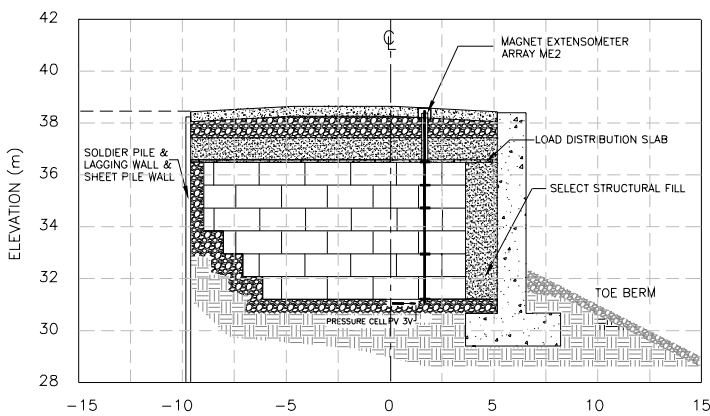 42
40
38
36
34
32
30
28
ELEVATION (m)
℄
MAGNET EXTENSOMETER
ARRAY ME2
SOLDIER PILE &
LAGGING WALL &
SHEET PILE WALL
LOAD DISTRIBUTION SLAB
SELECT STRUCTURAL FILL
TOE BERM
PRESSURE CELL PV 3V
-15
-10
-5
0
5
10
15